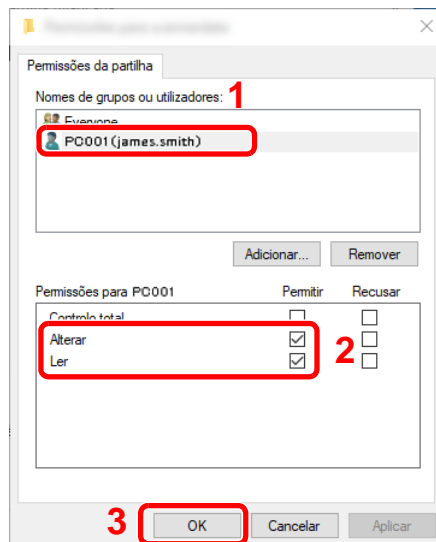 Permissões da partilha
Nomes de grupos ou utilizadores: 1
Everyone
PC001(james.smith)
Adicionar... Remover
Permissões para PC001 Permitir Recusar
Controlo total
Alterar
2
Ler
3 OK Cancelar Aplicar